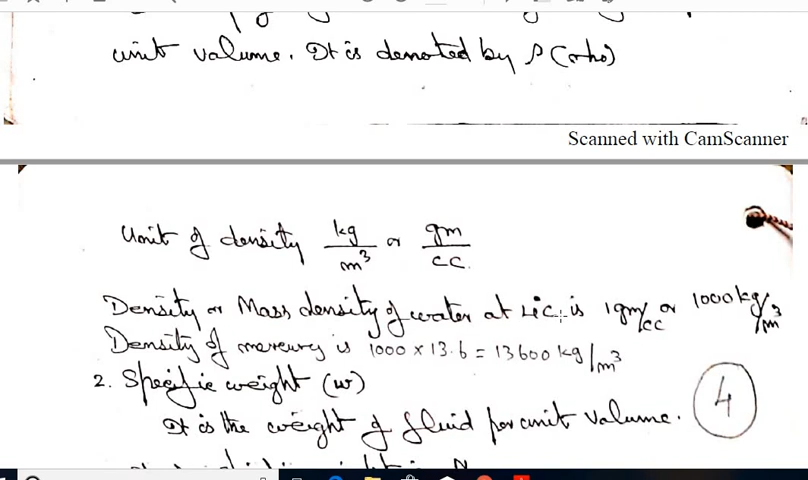 unit volume. It is denoted by ρ (rho)
Scanned with CamScanner
Unit of density kg/m³ or gm/cc.
Density or Mass density of water at 4°C is 1 gm/cc or 1000 kg/m³
Density of mercury is 1000 × 13.6 = 13600 kg/m³
2. Specific weight (w)
It is the weight of fluid per unit volume.
4